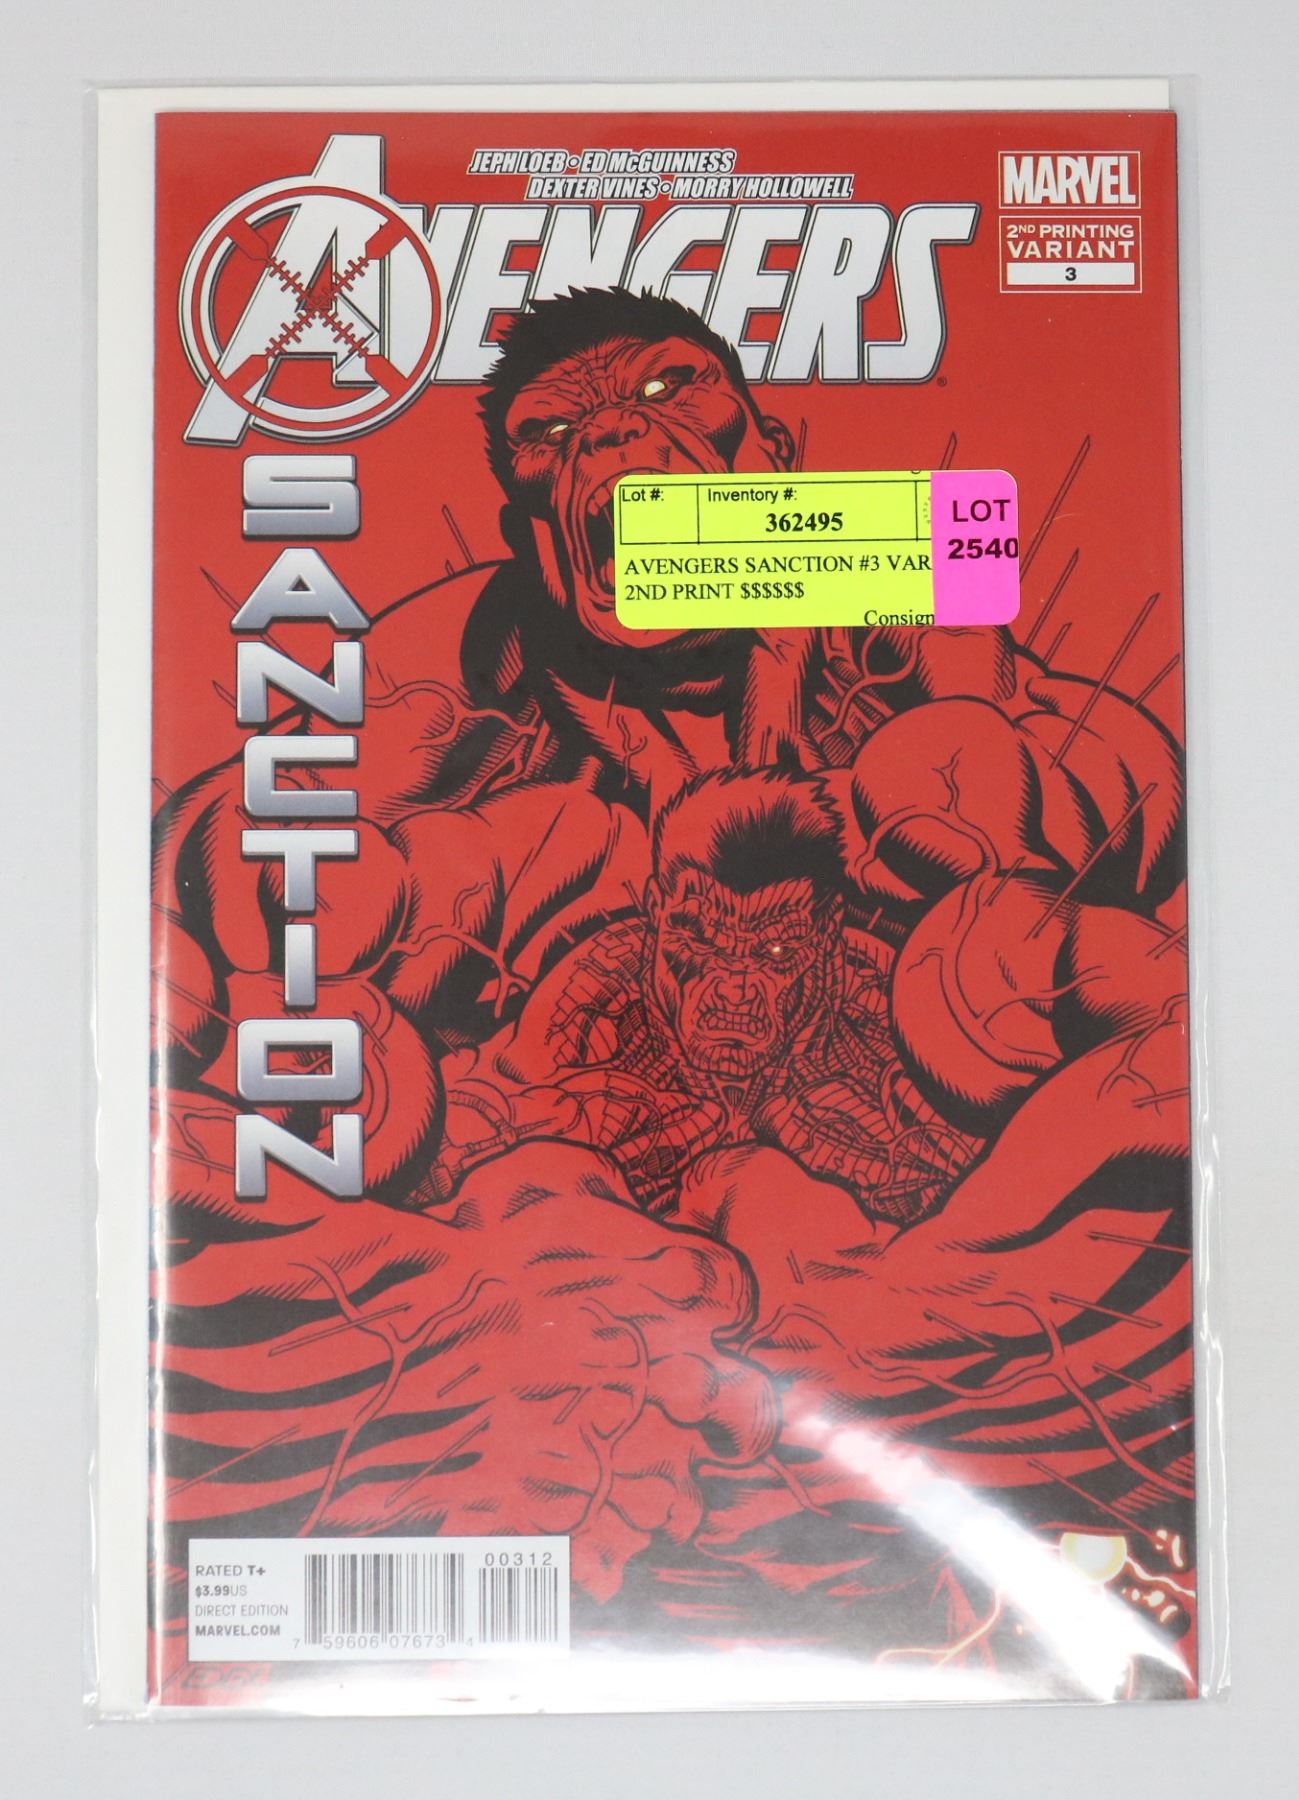 JEPH LOEB • ED McGUINNESS
DEXTER VINES • MORRY HOLLOWELL
MARVEL
2ND PRINTING
VARIANT
3
AVENGERS®
SANCTION
Lot #:
Inventory #:
362495
LOT
2540
AVENGERS SANCTION #3 VAR
2ND PRINT $$$$$$
Consign
RATED T+
$3.99US
DIRECT EDITION
MARVEL.COM
00312
7 59606 07673 4